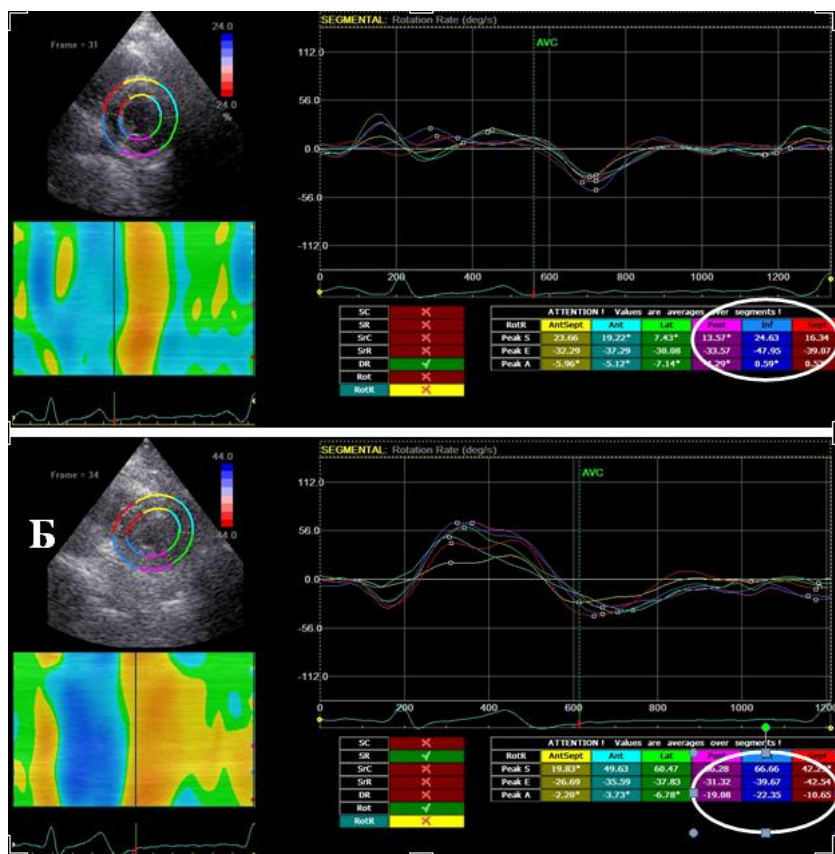 SEGMENTAL: Rotation Rate (deg/s)
24.0
Frame = 31
AVC
112.0
56.0
24.0
%
0.0
-56.0
-112.0
0 200 400 600 800 1000 1200
SC
SR
SrC
SrR
DR
Rot
RotR
ATTENTION ! Values are averages over segments !
RotR AntSept Ant Lat Post Inf Sept
Peak S 23.66 19.22* 7.43* 13.57* 24.63 16.34
Peak E -32.29 -37.29 -30.08 -33.57 -47.95 -39.07
Peak A -5.96* -5.12* -7.14* 0.59*
SEGMENTAL: Rotation Rate (deg/s)
44.0
Frame = 34
AVC
112.0
56.0
Б
44.0
%
0.0
-56.0
-112.0
0 200 400 600 800 1000 1200
SC
SR
SrC
SrR
DR
Rot
RotR
ATTENTION ! Values are averages over segments !
RotR AntSept Ant Lat Post Sept
Peak S 19.83* 49.63 60.47 66.66
Peak E -26.69 -35.59 -37.83 -31.32 -39.67 -42.54
Peak A -2.20* -3.73* -6.78* -19.08 -22.35 -10.65